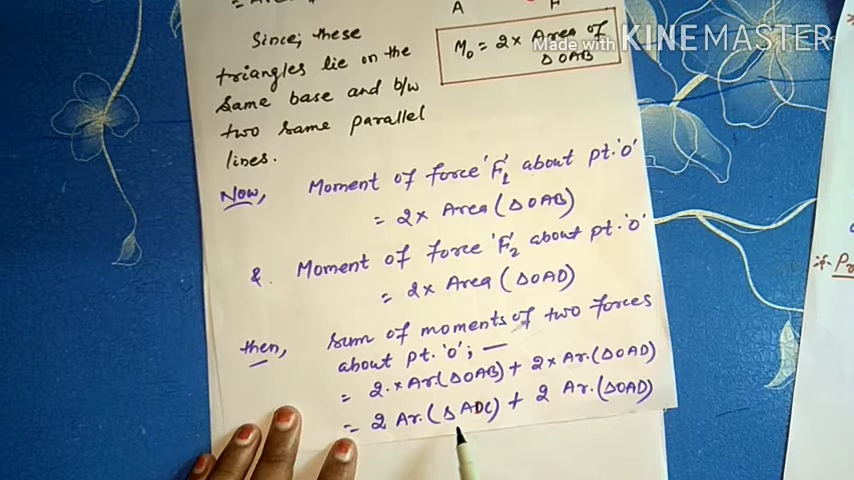 A
Since, these
triangles lie on the
same base and b/w
two same parallel
lines.
M₀ = 2 × Area of
ΔOAB
Made with KINEMASTER
Now, Moment of force 'F₁' about pt. 'O'
= 2 × Area (ΔOAB)
&. Moment of force 'F₂' about pt. 'O'
= 2 × Area (ΔOAD)
then, sum of moments of two forces
about pt. 'O'; —
= 2 × Ar. (ΔOAB) + 2 × Ar. (ΔOAD)
= 2 Ar. (ΔADC) + 2 Ar. (ΔOAD)